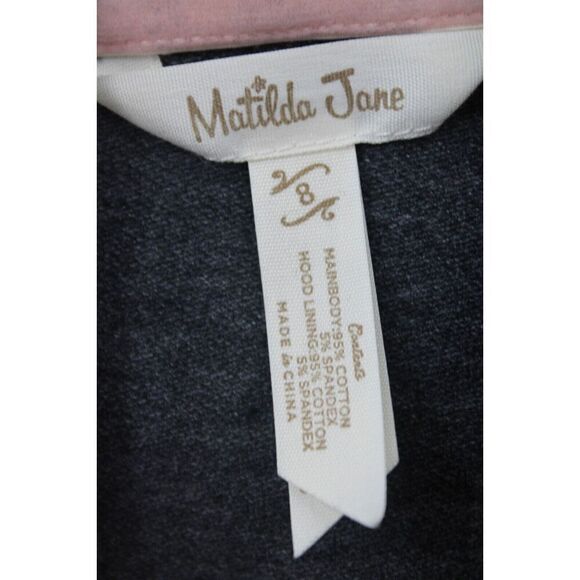 Matilda Jane
8
Contents
MAINBODY:95% COTTON
5% SPANDEX
HOOD LINING:95% COTTON
5% SPANDEX
MADE in CHINA